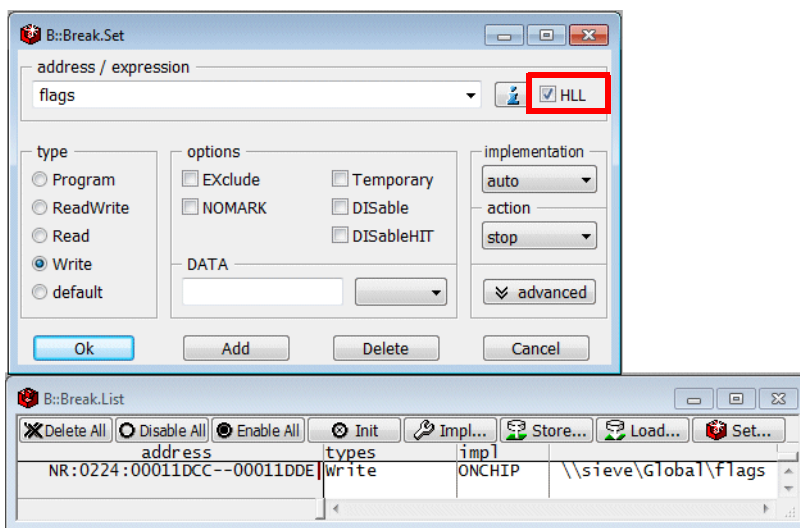 B::Break.Set
address / expression
flags
i HLL
type
Program
ReadWrite
Read
Write
default
options
EXclude Temporary
NOMARK DISable
DISableHIT
DATA
implementation
auto
action
stop
advanced
Ok Add Delete Cancel
B::Break.List
Delete All Disable All Enable All Init Impl... Store... Load... Set...
address types impl
NR:0224:00011DCC--00011DDE Write ONCHIP \\sieve\Global\flags